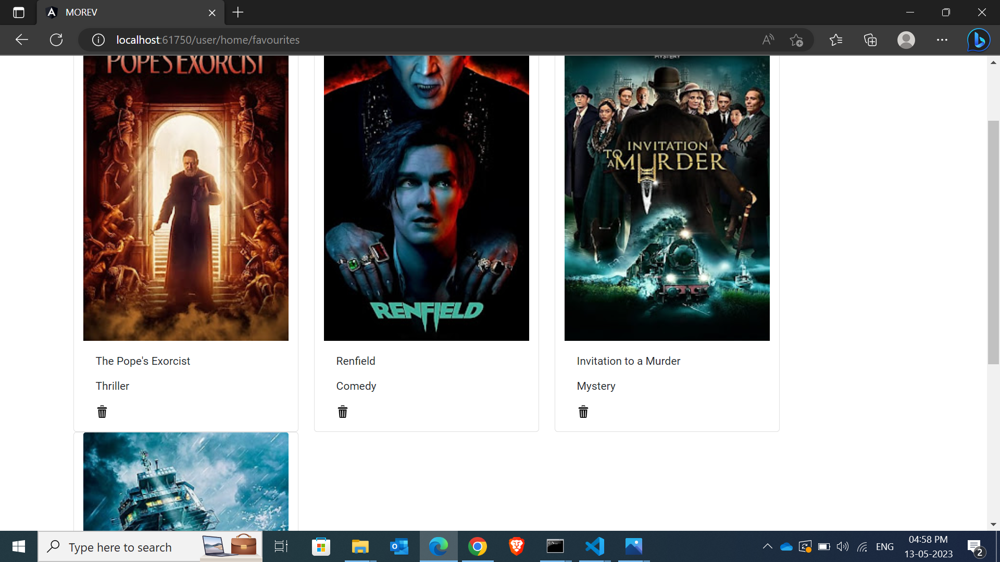 MOREV
localhost:61750/user/home/favourites
POPE'S EXORCIST
MYSTERY
INVITATION
TO A MURDER
RENFIELD
The Pope's Exorcist
Renfield
Invitation to a Murder
Thriller
Comedy
Mystery
Type here to search
ENG
04:58 PM
13-05-2023
2